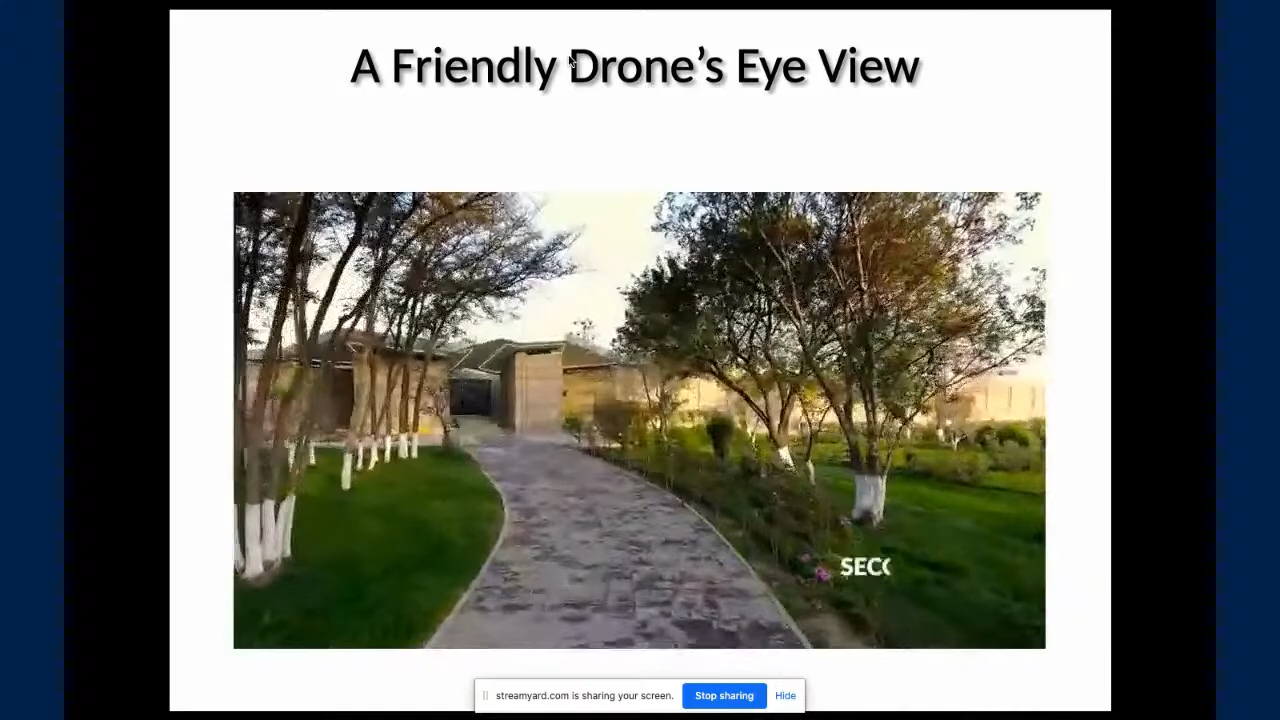 A Friendly Drone’s Eye View
SEC
streamyard.com is sharing your screen.
Stop sharing
Hide